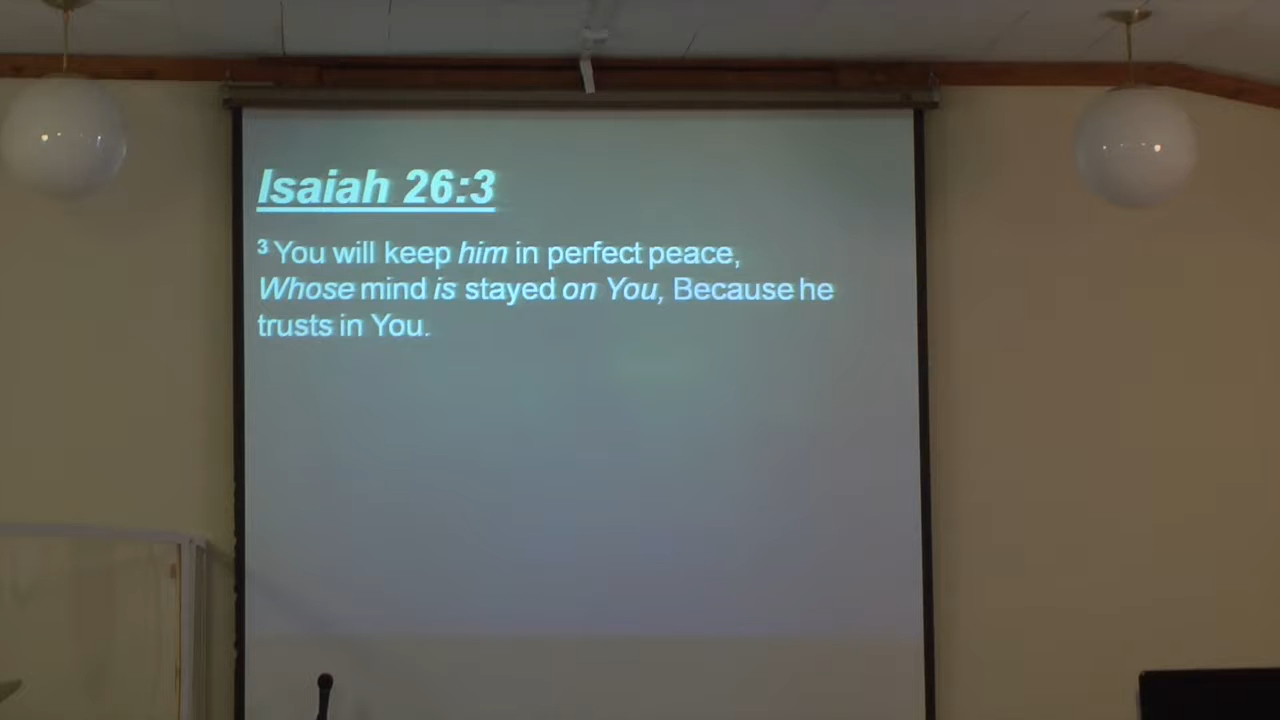 Isaiah 26:3
3 You will keep him in perfect peace,
Whose mind is stayed on You, Because he
trusts in You.